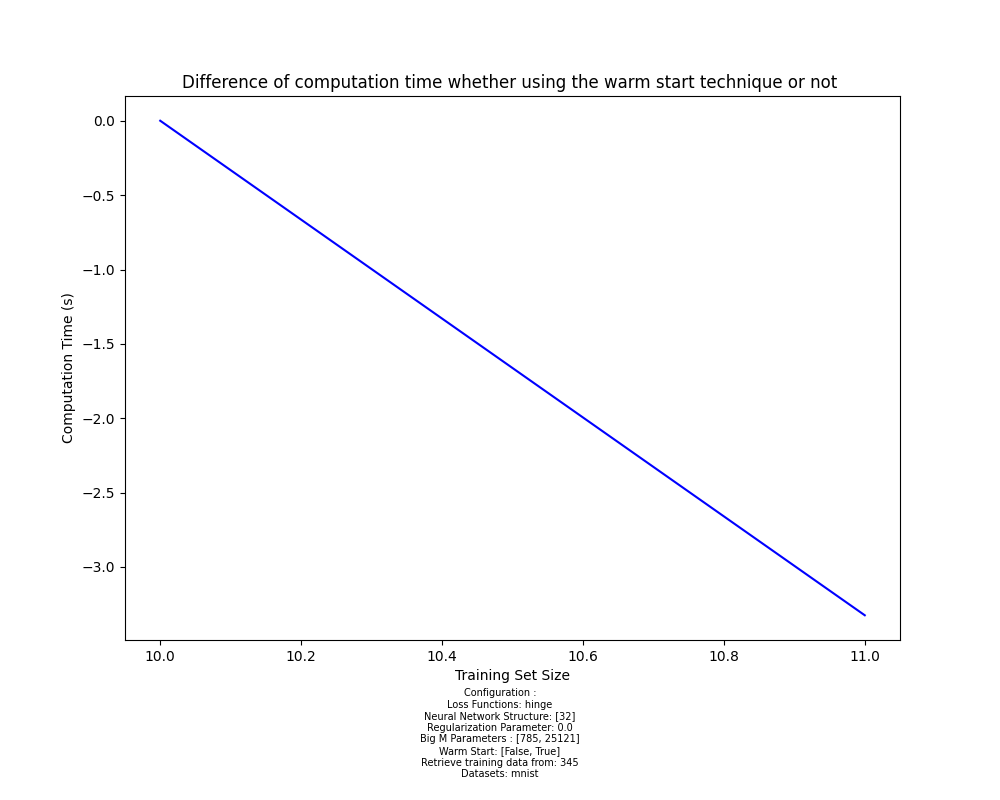 Difference of computation time whether using the warm start technique or not
0.0
−0.5
−1.0
−1.5
−2.0
−2.5
−3.0
Computation Time (s)
10.0 10.2 10.4 10.6 10.8 11.0
Training Set Size
Configuration :
Loss Functions: hinge
Neural Network Structure: [32]
Regularization Parameter: 0.0
Big M Parameters : [785, 25121]
Warm Start: [False, True]
Retrieve training data from: 345
Datasets: mnist